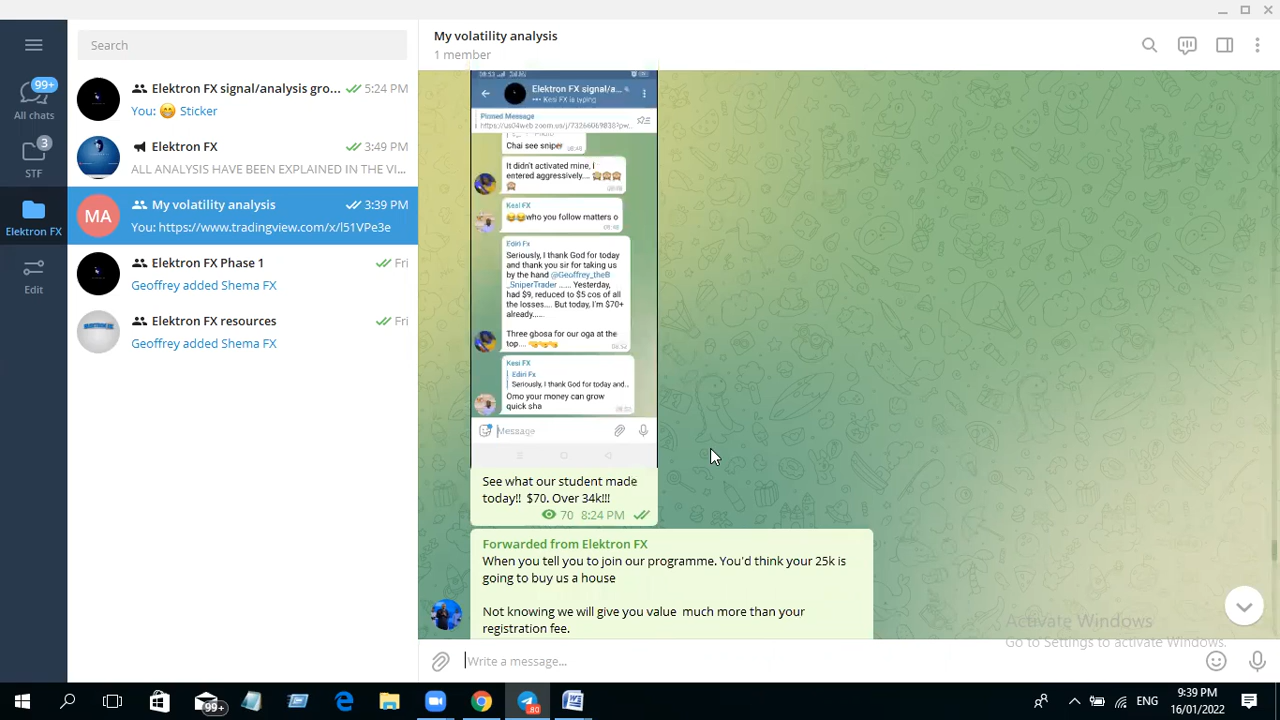 Search
All chats
99+
STF
3
Elektron FX
Edit
Elektron FX signal/analysis gro...
5:24 PM
You: 🤭 Sticker
Elektron FX
3:49 PM
ALL ANALYSIS HAVE BEEN EXPLAINED IN THE VI...
MA
My volatility analysis
3:39 PM
You: https://www.tradingview.com/x/l51VPe3e
Elektron FX Phase 1
Fri
Geoffrey added Shema FX
Elektron FX resources
Fri
Geoffrey added Shema FX
My volatility analysis
1 member
Elektron FX signal/a...
Kesi FX is typing
Pinned Message
https://us04web.zoom.us/j/73266069038?pw..
Chai see sniper
08:48
It didn't activated mine, I
entered aggressively.... 🙈🙈🙈
🙈
Kesi FX
😂😂who you follow matters o
Ediri Fx
Seriously, I thank God for today
and thank you sir for taking us
by the hand @Geoffrey_theB
_SniperTrader ...... Yesterday,
had $9, reduced to $5 cos of all
the losses.... But today, I'm $70+
already......
Three gbosa for our oga at the
top.... 🤜🤜🤜
Kesi FX
Ediri Fx
Seriously, I thank God for today and..
Omo your money can grow
quick sha
Message
See what our student made
today!! $70. Over 34k!!!
70 8:24 PM
Forwarded from Elektron FX
When you tell you to join our programme. You'd think your 25k is
going to buy us a house
Not knowing we will give you value much more than your
registration fee.
Activate Windows
Go to Settings to activate Windows.
Write a message...
99+
80
ENG
9:39 PM
16/01/2022